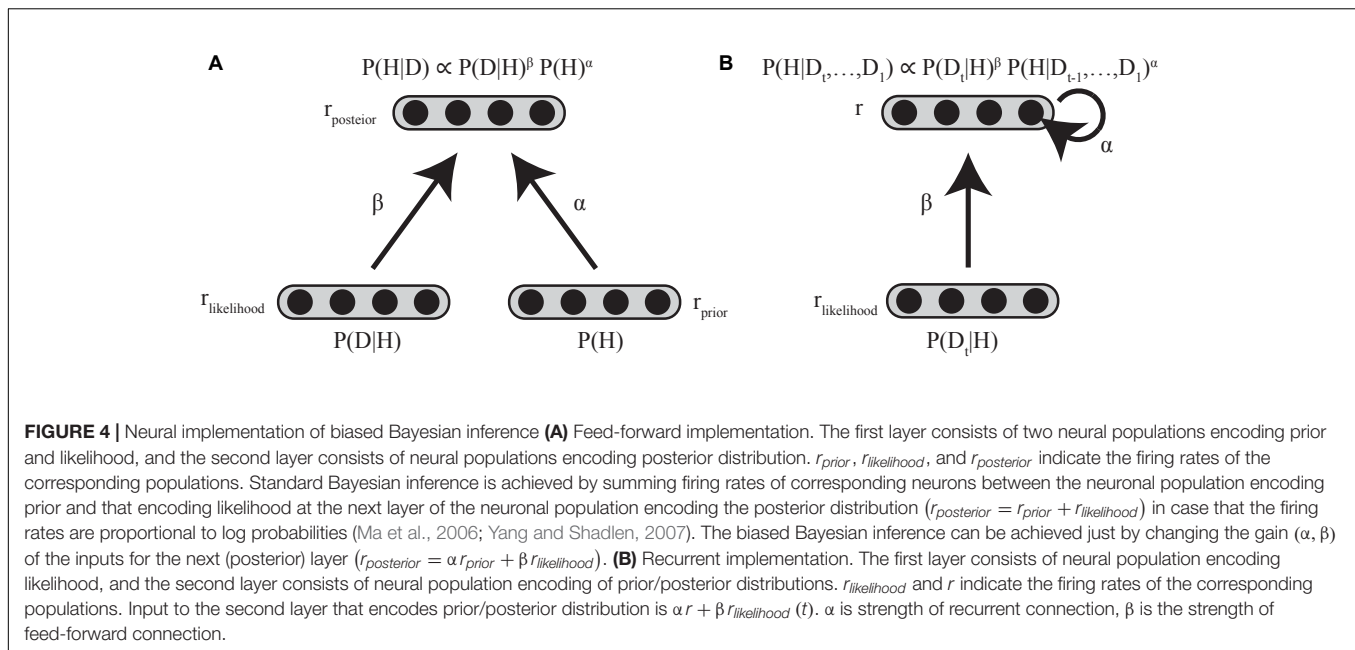 A
P(H|D) ∝ P(D|H)^β P(H)^α
r_posteior
β
α
r_likelihood
r_prior
P(D|H)
P(H)
B
P(H|D_t,…,D_1) ∝ P(D_t|H)^β P(H|D_{t-1},…,D_1)^α
r
α
β
r_likelihood
P(D_t|H)
FIGURE 4 | Neural implementation of biased Bayesian inference (A) Feed-forward implementation. The first layer consists of two neural populations encoding prior
and likelihood, and the second layer consists of neural populations encoding posterior distribution. r_prior, r_likelihood, and r_posterior indicate the firing rates of the
corresponding populations. Standard Bayesian inference is achieved by summing firing rates of corresponding neurons between the neuronal population encoding
prior and that encoding likelihood at the next layer of the neuronal population encoding the posterior distribution (r_posterior = r_prior + r_likelihood) in case that the firing
rates are proportional to log probabilities (Ma et al., 2006; Yang and Shadlen, 2007). The biased Bayesian inference can be achieved just by changing the gain (α, β)
of the inputs for the next (posterior) layer (r_posterior = α r_prior + β r_likelihood). (B) Recurrent implementation. The first layer consists of neural population encoding
likelihood, and the second layer consists of neural population encoding of prior/posterior distributions. r_likelihood and r indicate the firing rates of the corresponding
populations. Input to the second layer that encodes prior/posterior distribution is α r + β r_likelihood (t). α is strength of recurrent connection, β is the strength of
feed-forward connection.